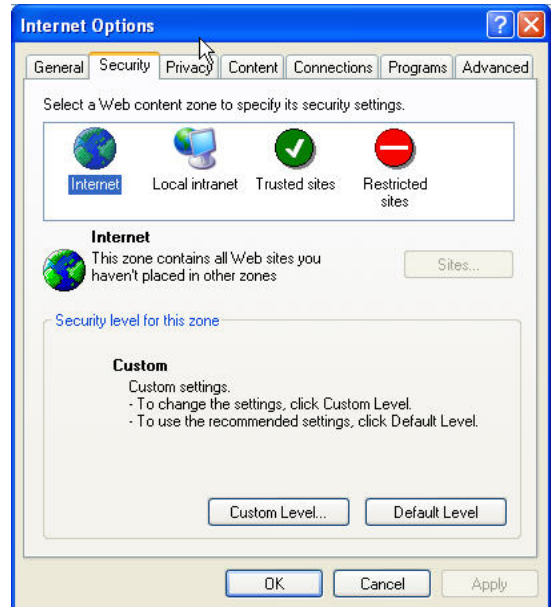 Internet Options
General Security Privacy Content Connections Programs Advanced
Select a Web content zone to specify its security settings.
Internet Local intranet Trusted sites Restricted
sites
Internet
This zone contains all Web sites you
haven't placed in other zones
Sites...
Security level for this zone
Custom
Custom settings.
- To change the settings, click Custom Level.
- To use the recommended settings, click Default Level.
Custom Level... Default Level
OK Cancel Apply